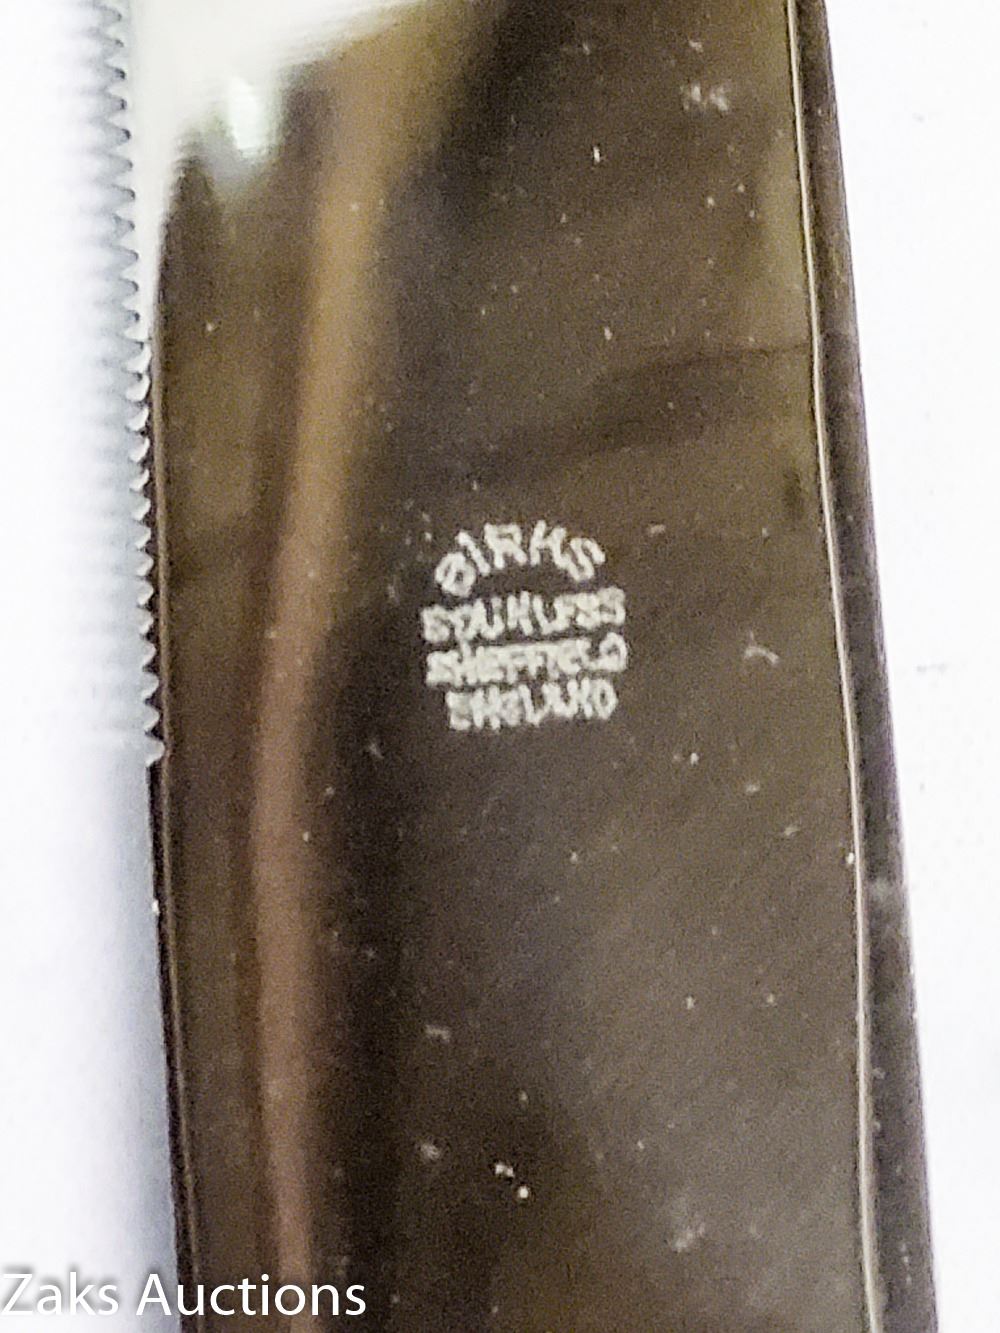 BIRKS
STAINLESS
SHEFFIELD
ENGLAND
Zaks Auctions